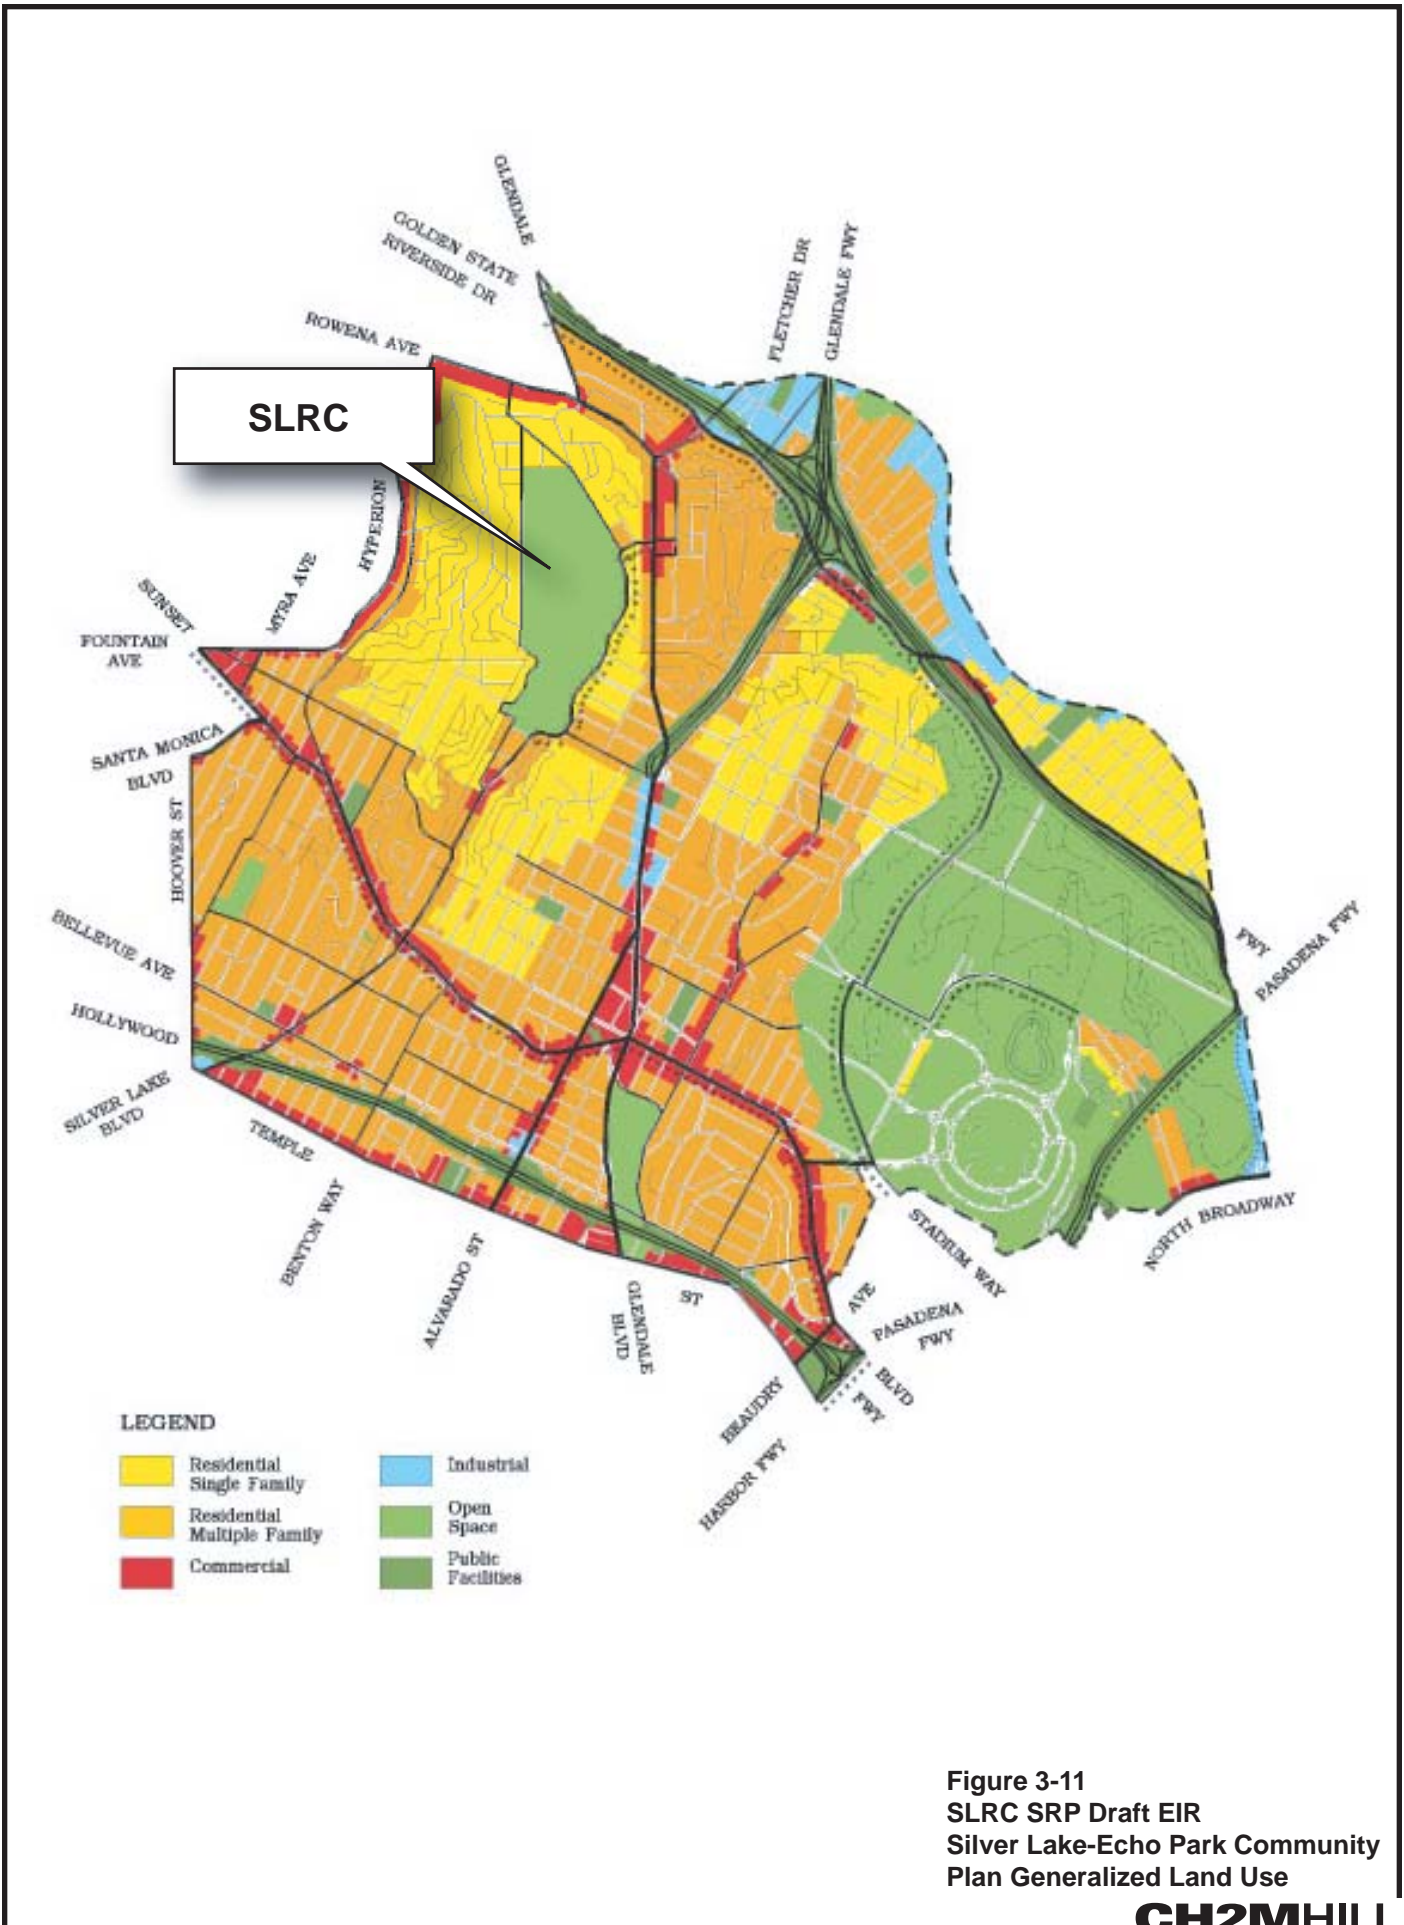 GLENDALE
GOLDEN STATE
RIVERSIDE DR
FLETCHER DR
GLENDALE FWY
ROWENA AVE
SLRC
HYPERION
MYRA AVE
SUNSET
FOUNTAIN
AVE
SANTA MONICA
BLVD
HOOVER ST
BELLEVUE AVE
HOLLYWOOD
FWY
PASADENA FWY
SILVER LAKE
BLVD
TEMPLE
BENTON WAY
ALVARADO ST
GLENDALE
BLVD
ST
STADIUM WAY
NORTH BROADWAY
AVE
PASADENA
FWY
BLVD
FWY
BEAUDRY
HARBOR FWY
LEGEND
Residential
Single Family
Residential
Multiple Family
Commercial
Industrial
Open
Space
Public
Facilities
Figure 3-11
SLRC SRP Draft EIR
Silver Lake-Echo Park Community
Plan Generalized Land Use
CH2MHILL